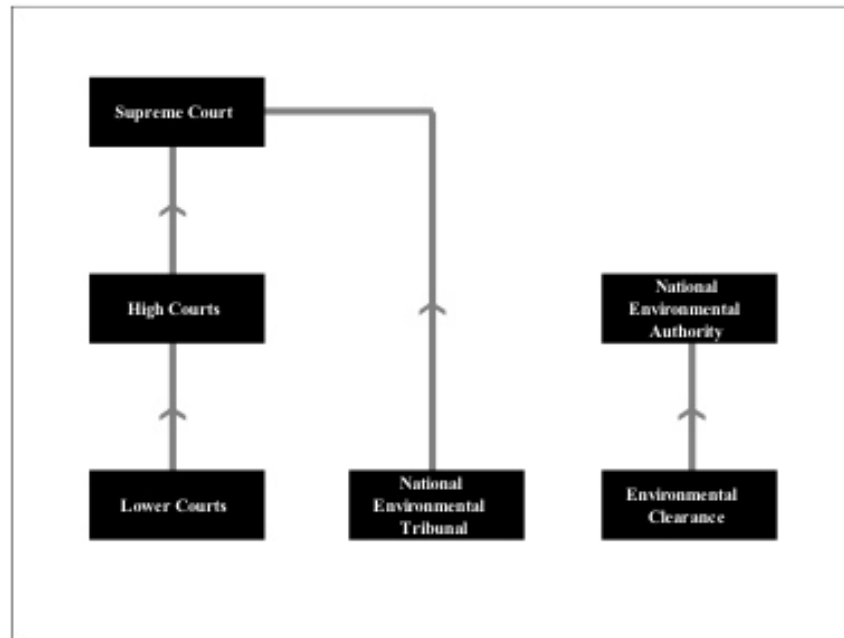 Supreme Court
High Courts
National
Environmental
Authority
Lower Courts
National
Environmental
Tribunal
Environmental
Clearance